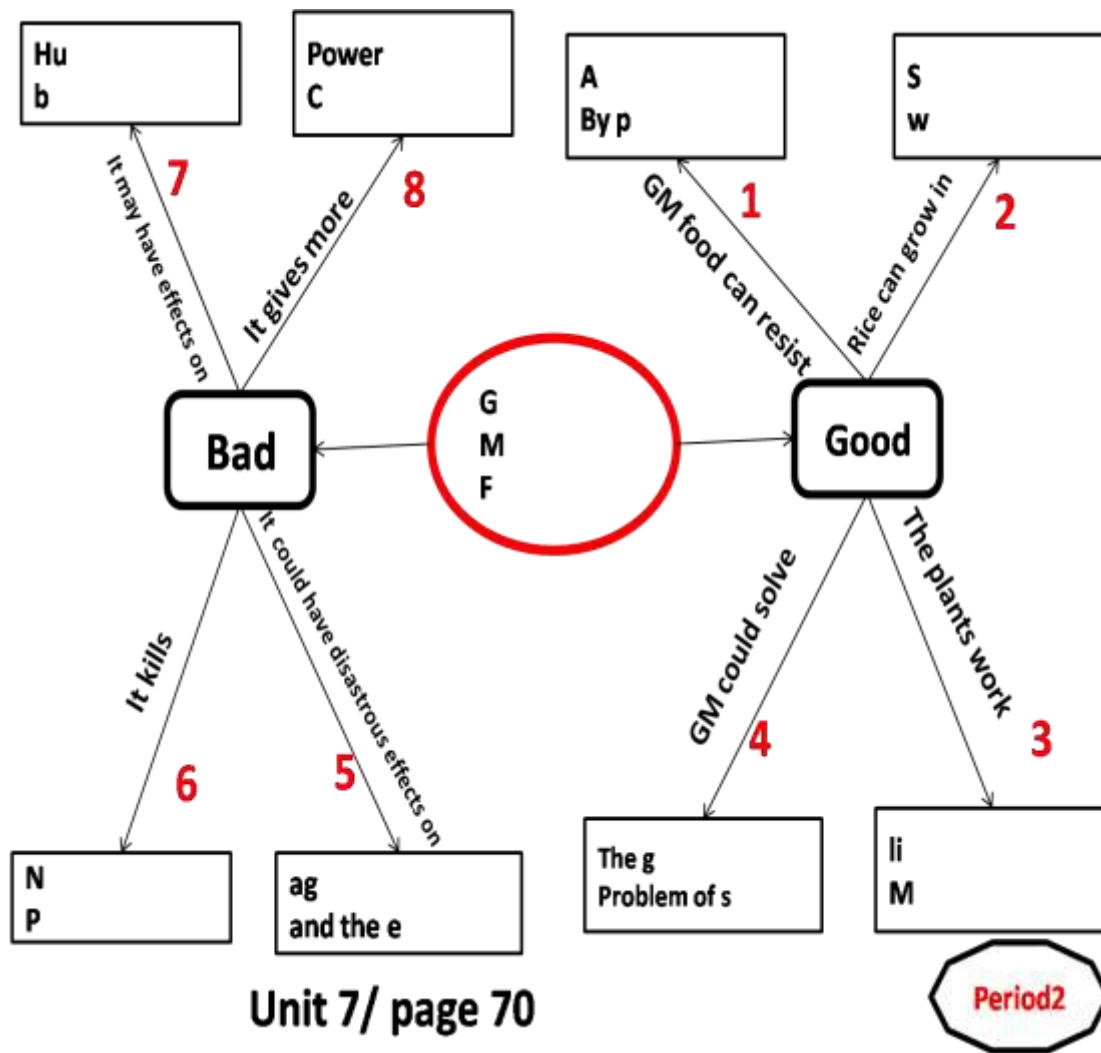 Hu
b
Power
C
A
By p
S
w
7
8
1
2
It may have effects on
It gives more
GM food can resist
Rice can grow in
Bad
G
M
F
Good
It kills
It could have disastrous effects on
GM could solve
The plants work
6
5
4
3
N
P
ag
and the e
The g
Problem of s
li
M
Unit 7/ page 70
Period2